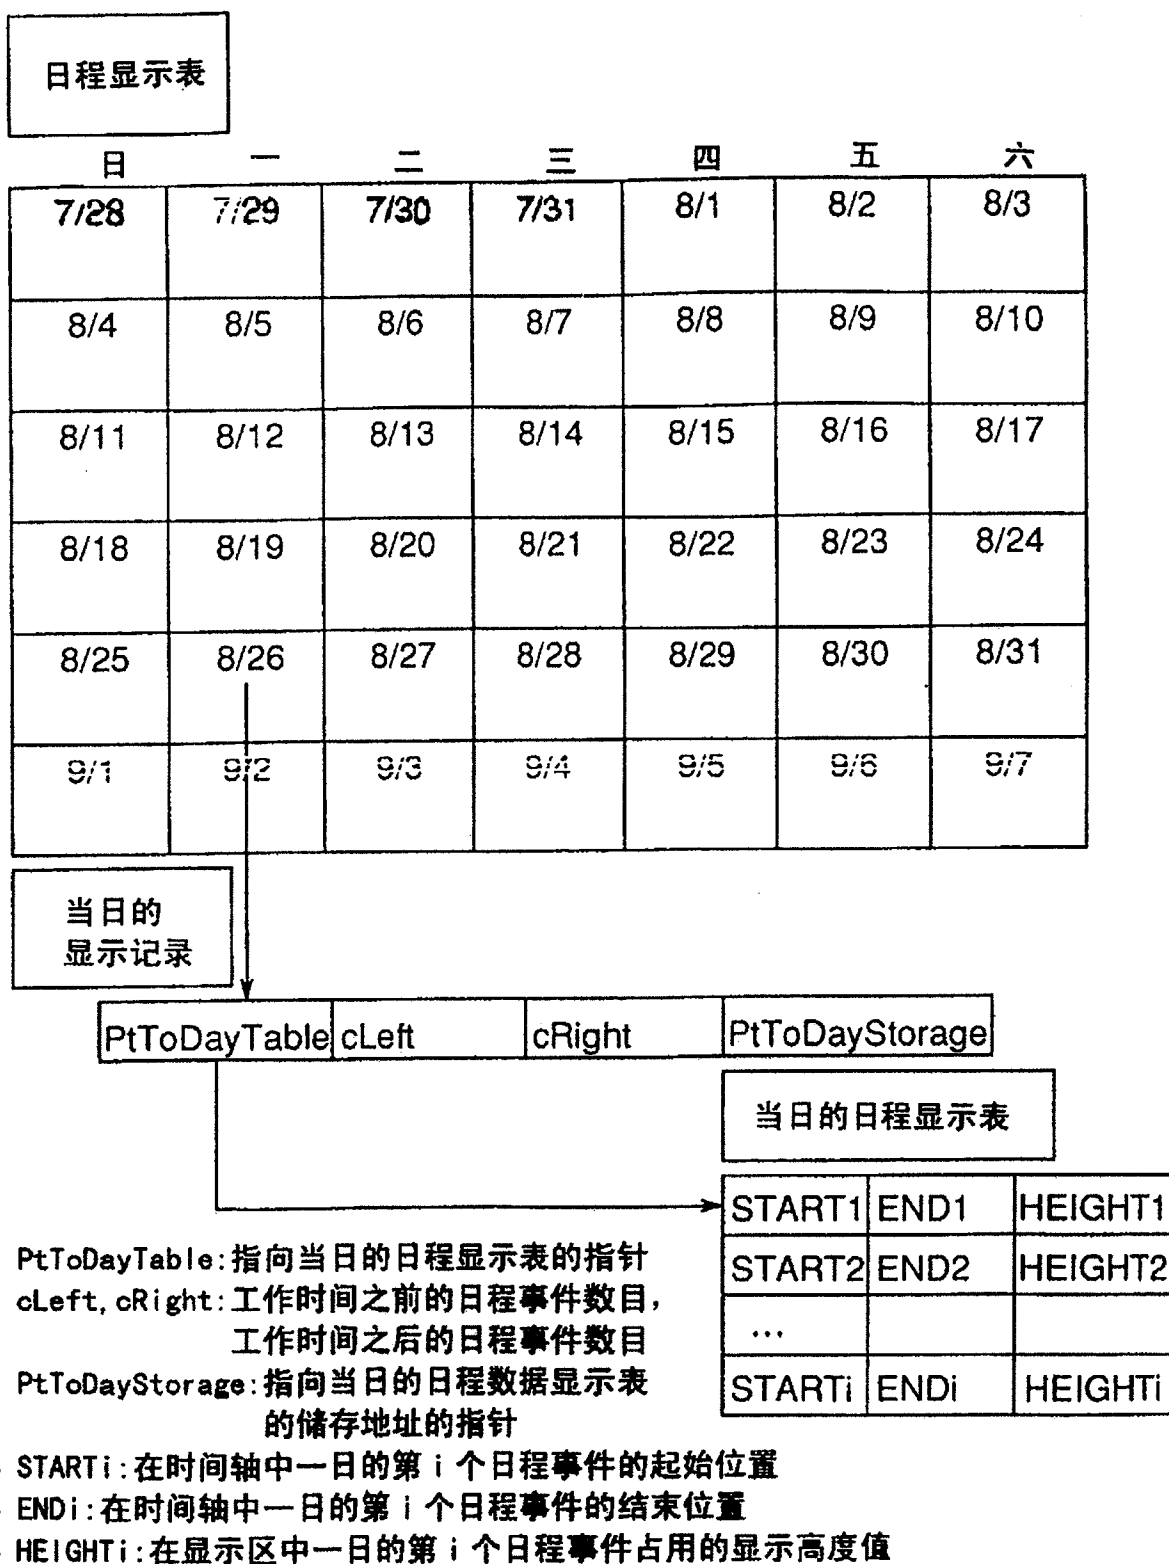 日程显示表
日 一 二 三 四 五 六
7/28 7/29 7/30 7/31 8/1 8/2 8/3
8/4 8/5 8/6 8/7 8/8 8/9 8/10
8/11 8/12 8/13 8/14 8/15 8/16 8/17
8/18 8/19 8/20 8/21 8/22 8/23 8/24
8/25 8/26 8/27 8/28 8/29 8/30 8/31
9/1 9/2 9/3 9/4 9/5 9/6 9/7
当日的
显示记录
PtToDayTable cLeft cRight PtToDayStorage
当日的日程显示表
START1 END1 HEIGHT1
START2 END2 HEIGHT2
...
STARTi ENDi HEIGHTi
PtToDayTable:指向当日的日程显示表的指针
cLeft,cRight:工作时间之前的日程事件数目,
工作时间之后的日程事件数目
PtToDayStorage:指向当日的日程数据显示表
的储存地址的指针
STARTi:在时间轴中一日的第i个日程事件的起始位置
ENDi:在时间轴中一日的第i个日程事件的结束位置
HEIGHTi:在显示区中一日的第i个日程事件占用的显示高度值